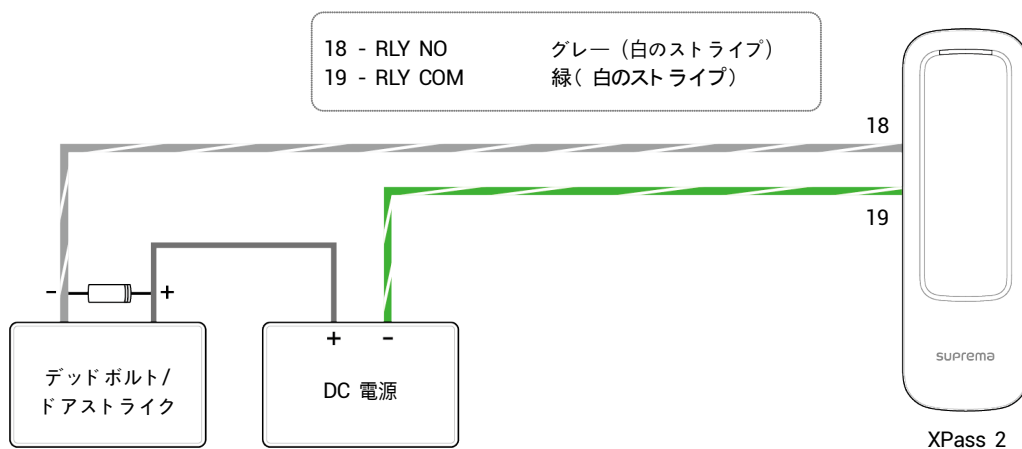 18 - RLY NO グレー (白のストライプ)
19 - RLY COM 緑( 白のストライプ)
18
19
- +
+ -
デッドボルト/
ドアストライク
DC 電源
suprema
XPass 2